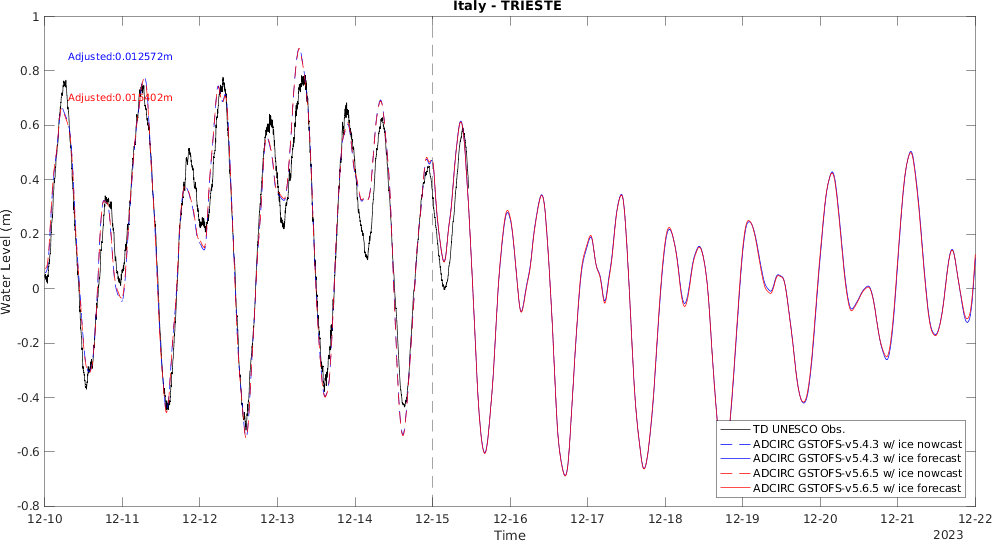 Italy - TRIESTE
1
0.8
0.6
0.4
0.2
0
-0.2
-0.4
-0.6
-0.8
Water Level (m)
Adjusted:0.012572m
Adjusted:0.015402m
TD UNESCO Obs.
ADCIRC GSTOFS-v5.4.3 w/ ice nowcast
ADCIRC GSTOFS-v5.4.3 w/ ice forecast
ADCIRC GSTOFS-v5.6.5 w/ ice nowcast
ADCIRC GSTOFS-v5.6.5 w/ ice forecast
12-10 12-11 12-12 12-13 12-14 12-15 12-16 12-17 12-18 12-19 12-20 12-21 12-22
Time
2023